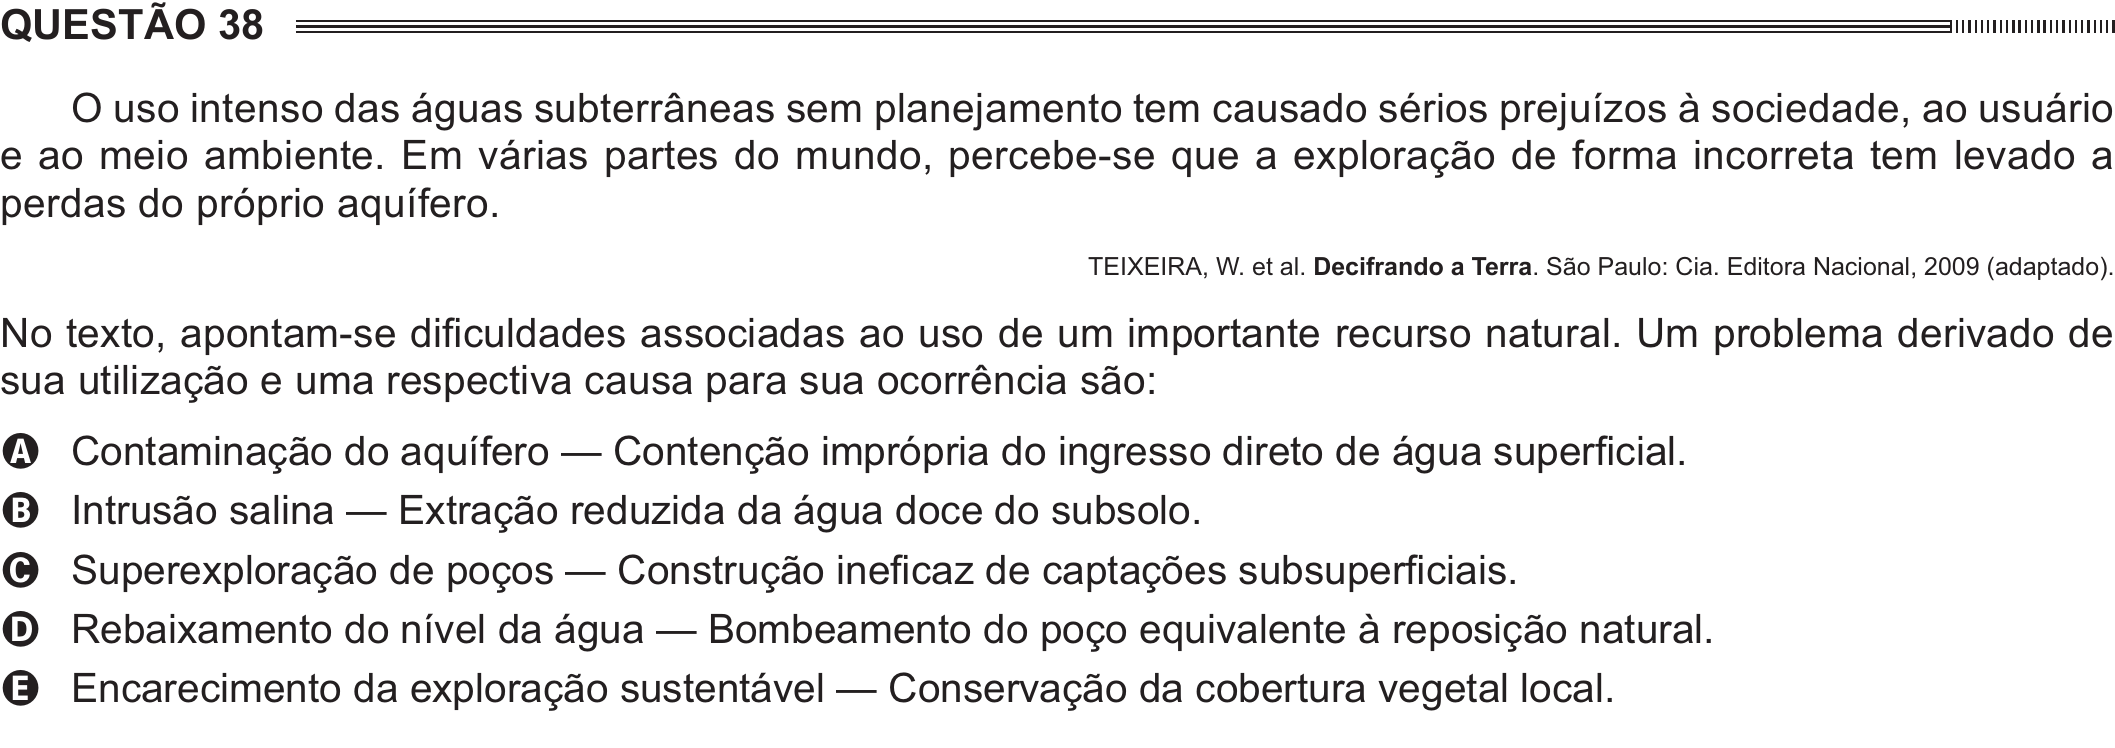 QUESTÃO 38
O uso intenso das águas subterrâneas sem planejamento tem causado sérios prejuízos à sociedade, ao usuário
e ao meio ambiente. Em várias partes do mundo, percebe-se que a exploração de forma incorreta tem levado a
perdas do próprio aquífero.
TEIXEIRA, W. et al. Decifrando a Terra. São Paulo: Cia. Editora Nacional, 2009 (adaptado).
No texto, apontam-se dificuldades associadas ao uso de um importante recurso natural. Um problema derivado de
sua utilização e uma respectiva causa para sua ocorrência são:
A Contaminação do aquífero — Contenção imprópria do ingresso direto de água superficial.
B Intrusão salina — Extração reduzida da água doce do subsolo.
C Superexploração de poços — Construção ineficaz de captações subsuperficiais.
D Rebaixamento do nível da água — Bombeamento do poço equivalente à reposição natural.
E Encarecimento da exploração sustentável — Conservação da cobertura vegetal local.